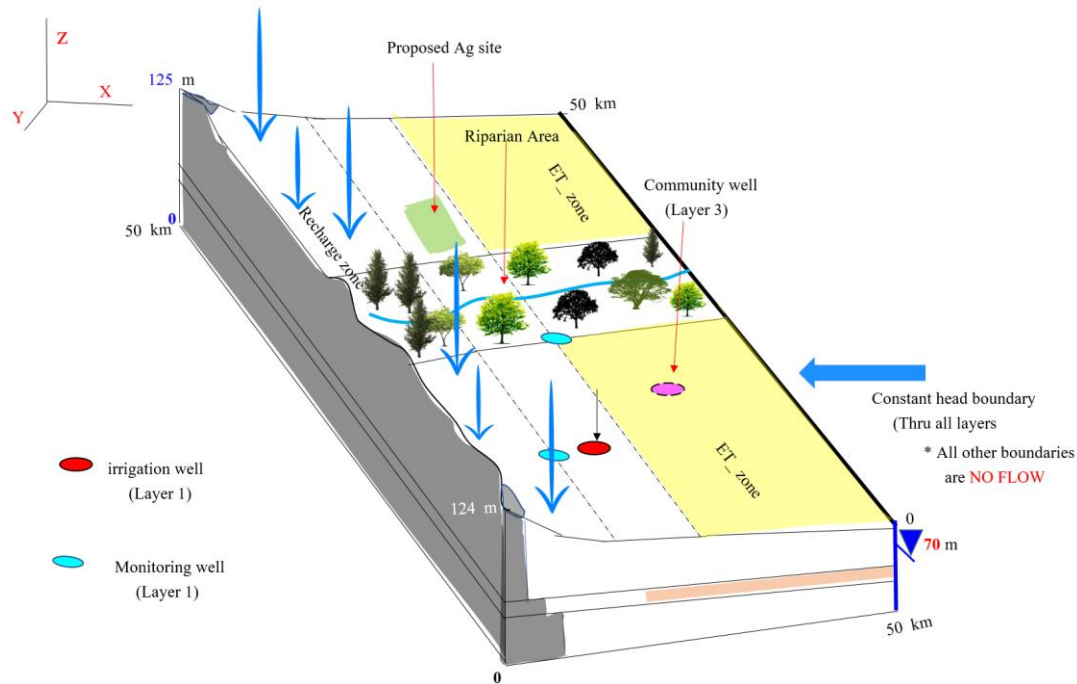 Z
X
Y
125 m
Proposed Ag site
50 km
Riparian Area
ET_ zone
Community well
(Layer 3)
Recharge zone
0
50 km
Constant head boundary
(Thru all layers
* All other boundaries
are NO FLOW
irrigation well
(Layer 1)
ET_ zone
124 m
0
70 m
Monitoring well
(Layer 1)
50 km
0